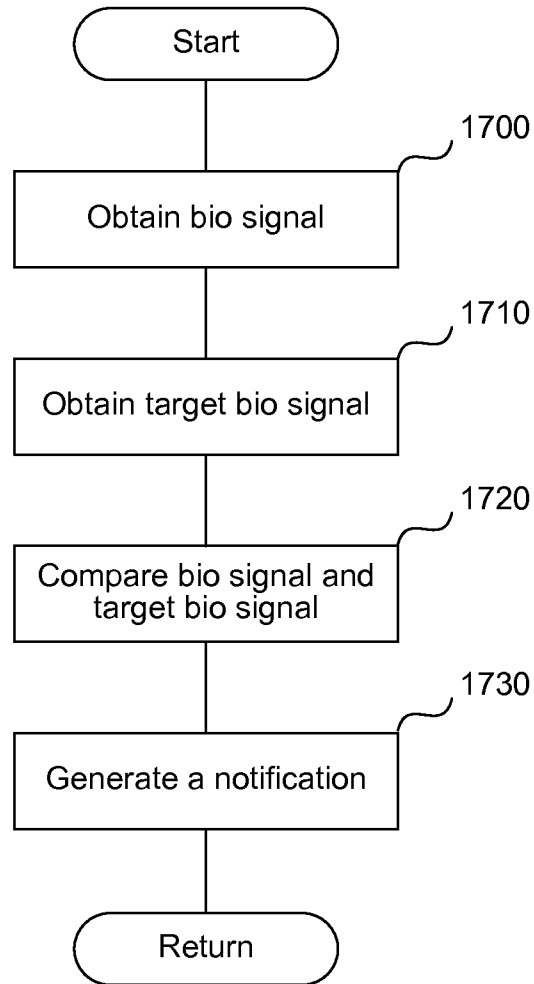 Start
1700
Obtain bio signal
1710
Obtain target bio signal
1720
Compare bio signal and
target bio signal
1730
Generate a notification
Return